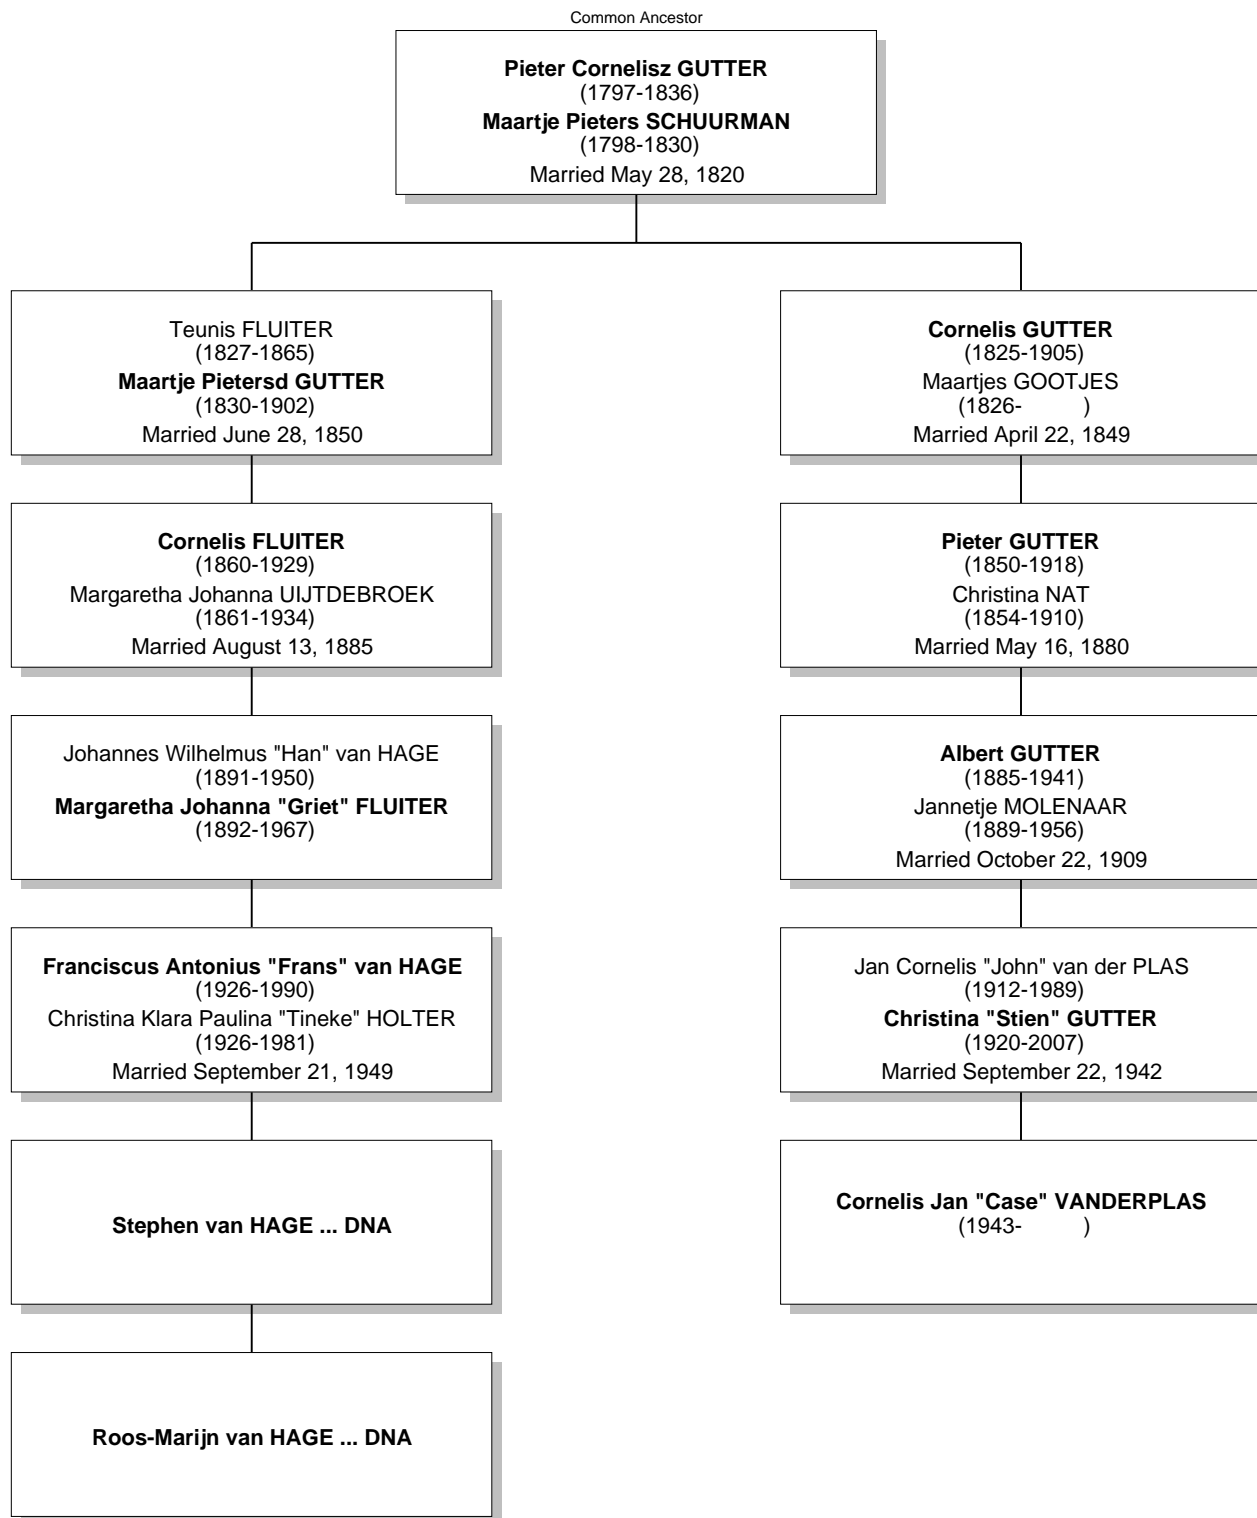 Common Ancestor
Pieter Cornelisz GUTTER
(1797-1836)
Maartje Pieters SCHUURMAN
(1798-1830)
Married May 28, 1820
Teunis FLUITER
(1827-1865)
Maartje Pietersd GUTTER
(1830-1902)
Married June 28, 1850
Cornelis GUTTER
(1825-1905)
Maartjes GOOTJES
(1826-          )
Married April 22, 1849
Cornelis FLUITER
(1860-1929)
Margaretha Johanna UIJTDEBROEK
(1861-1934)
Married August 13, 1885
Pieter GUTTER
(1850-1918)
Christina NAT
(1854-1910)
Married May 16, 1880
Johannes Wilhelmus "Han" van HAGE
(1891-1950)
Margaretha Johanna "Griet" FLUITER
(1892-1967)
Albert GUTTER
(1885-1941)
Jannetje MOLENAAR
(1889-1956)
Married October 22, 1909
Franciscus Antonius "Frans" van HAGE
(1926-1990)
Christina Klara Paulina "Tineke" HOLTER
(1926-1981)
Married September 21, 1949
Jan Cornelis "John" van der PLAS
(1912-1989)
Christina "Stien" GUTTER
(1920-2007)
Married September 22, 1942
Stephen van HAGE ... DNA
Cornelis Jan "Case" VANDERPLAS
(1943-          )
Roos-Marijn van HAGE ... DNA